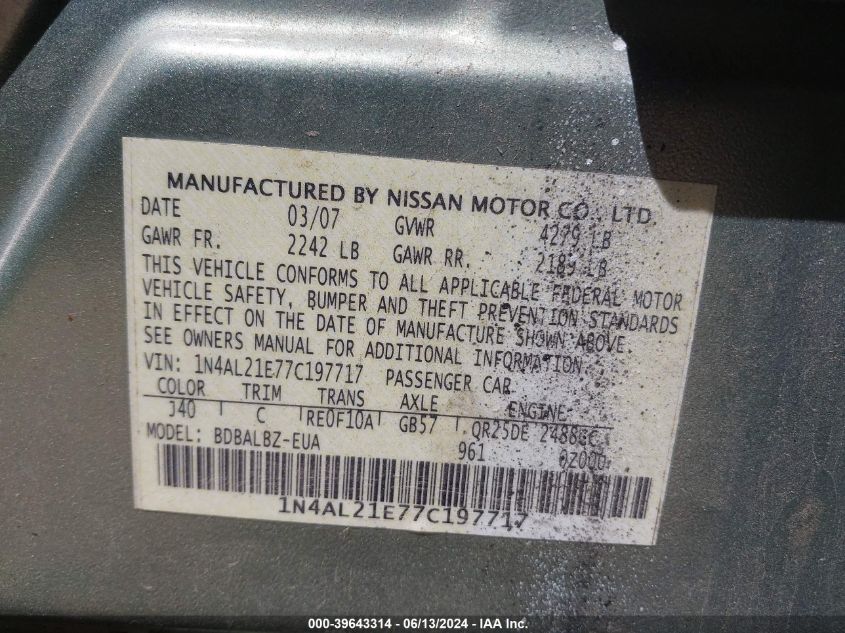 MANUFACTURED BY NISSAN MOTOR CO., LTD.
DATE 03/07 GVWR 4279 LB
GAWR FR. 2242 LB GAWR RR. 2189 LB
THIS VEHICLE CONFORMS TO ALL APPLICABLE FEDERAL MOTOR
VEHICLE SAFETY, BUMPER AND THEFT PREVENTION STANDARDS
IN EFFECT ON THE DATE OF MANUFACTURE SHOWN ABOVE.
SEE OWNERS MANUAL FOR ADDITIONAL INFORMATION.
VIN: 1N4AL21E77C197717 PASSENGER CAR
COLOR TRIM TRANS AXLE ENGINE
J40 C RE0F10A GB57 QR25DE 2488CC
MODEL: BDBALBZ-EUA 961 0Z000
1N4AL21E77C197717
000-39643314 - 06/13/2024 - IAA Inc.